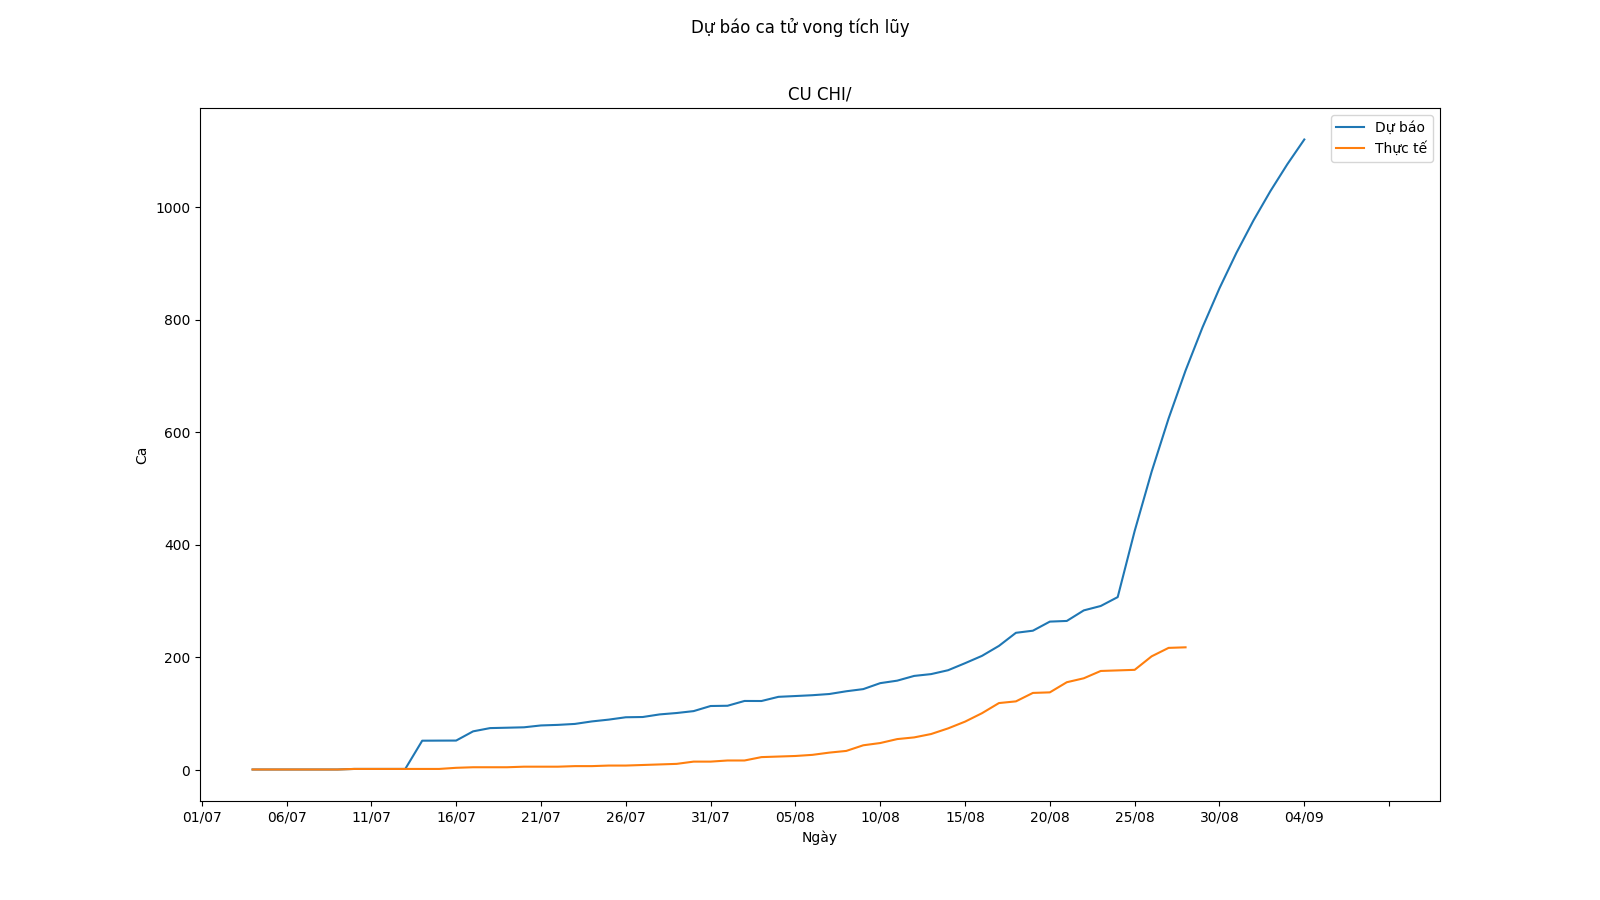 Dự báo ca tử vong tích lũy
CU CHI/
Dự báo
Thực tế
1000
800
600
400
200
0
Ca
01/07 06/07 11/07 16/07 21/07 26/07 31/07 05/08 10/08 15/08 20/08 25/08 30/08 04/09
Ngày